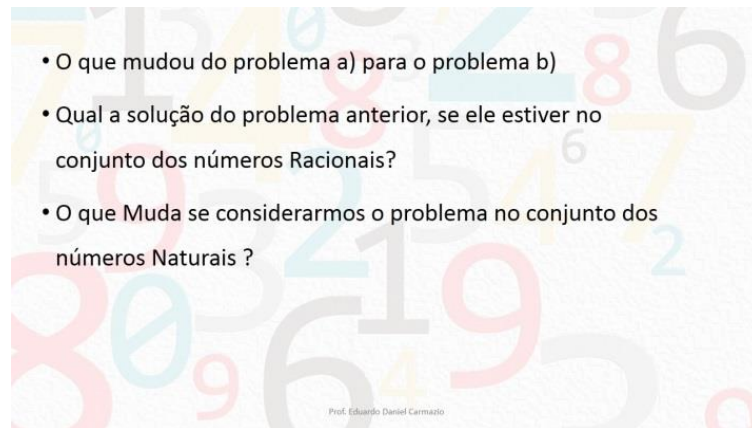 • O que mudou do problema a) para o problema b)
• Qual a solução do problema anterior, se ele estiver no
conjunto dos números Racionais?
• O que Muda se considerarmos o problema no conjunto dos
números Naturais ?
Prof. Eduardo Daniel Carmazio